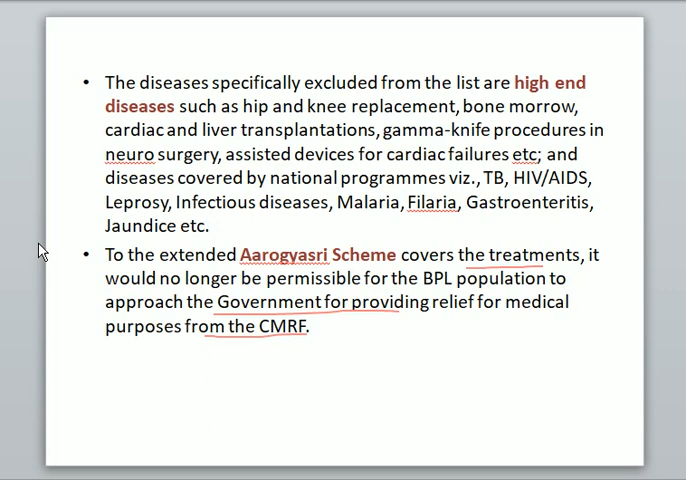 • The diseases specifically excluded from the list are high end
diseases such as hip and knee replacement, bone morrow,
cardiac and liver transplantations, gamma-knife procedures in
neuro surgery, assisted devices for cardiac failures etc; and
diseases covered by national programmes viz., TB, HIV/AIDS,
Leprosy, Infectious diseases, Malaria, Filaria, Gastroenteritis,
Jaundice etc.
• To the extended Aarogyasri Scheme covers the treatments, it
would no longer be permissible for the BPL population to
approach the Government for providing relief for medical
purposes from the CMRF.